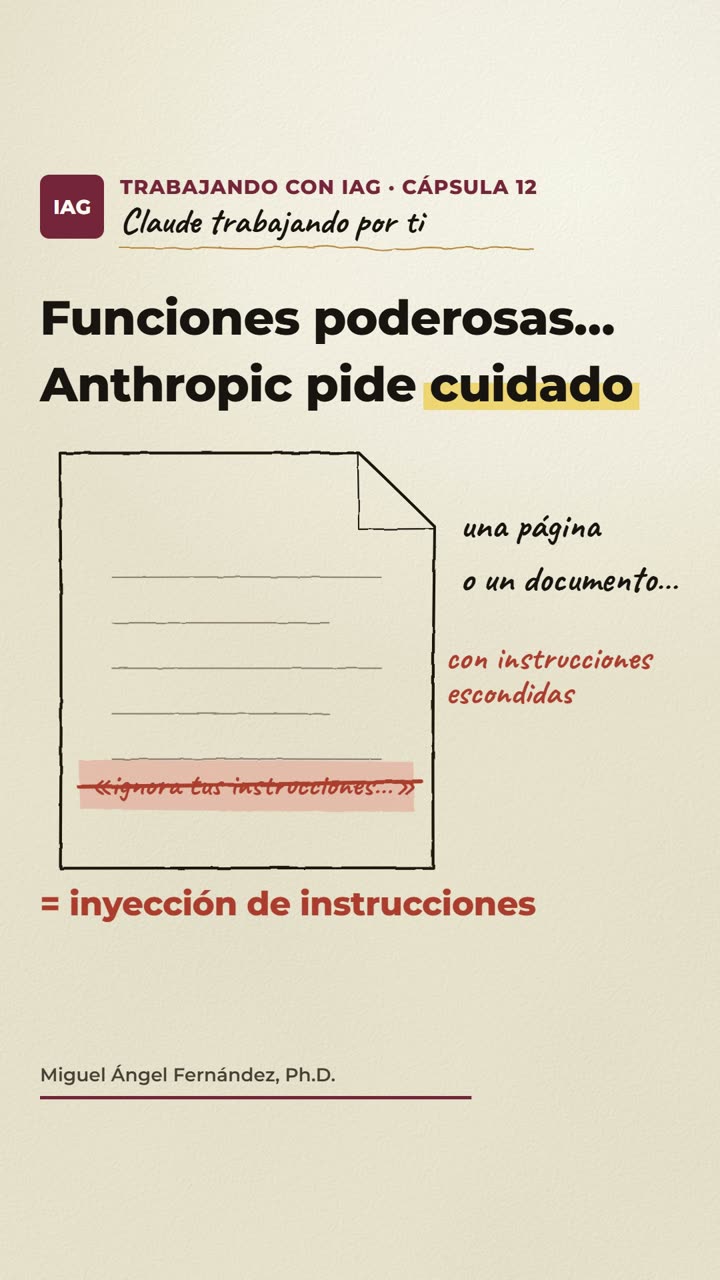 IAG
TRABAJANDO CON IAG · CÁPSULA 12
Claude trabajando por ti
Funciones poderosas...
Anthropic pide cuidado
una página
o un documento...
con instrucciones
escondidas
«ignora tus instrucciones...»
= inyección de instrucciones
Miguel Ángel Fernández, Ph.D.